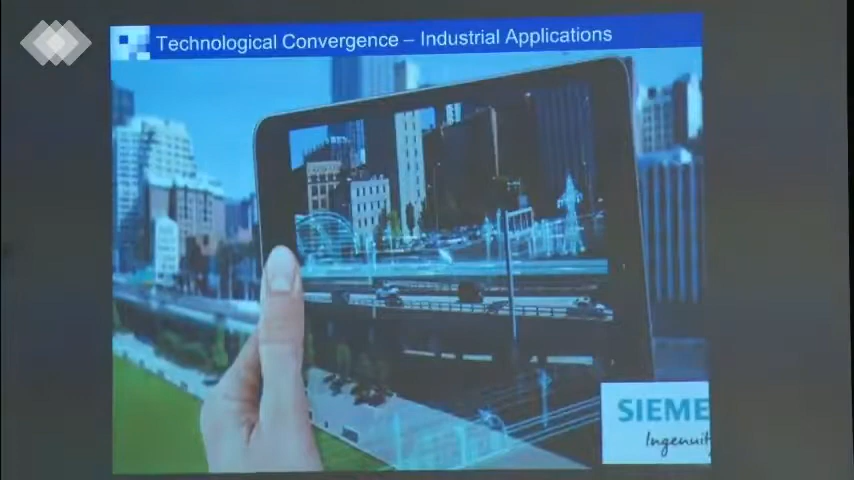 Technological Convergence – Industrial Applications
SIEME
Ingenuit